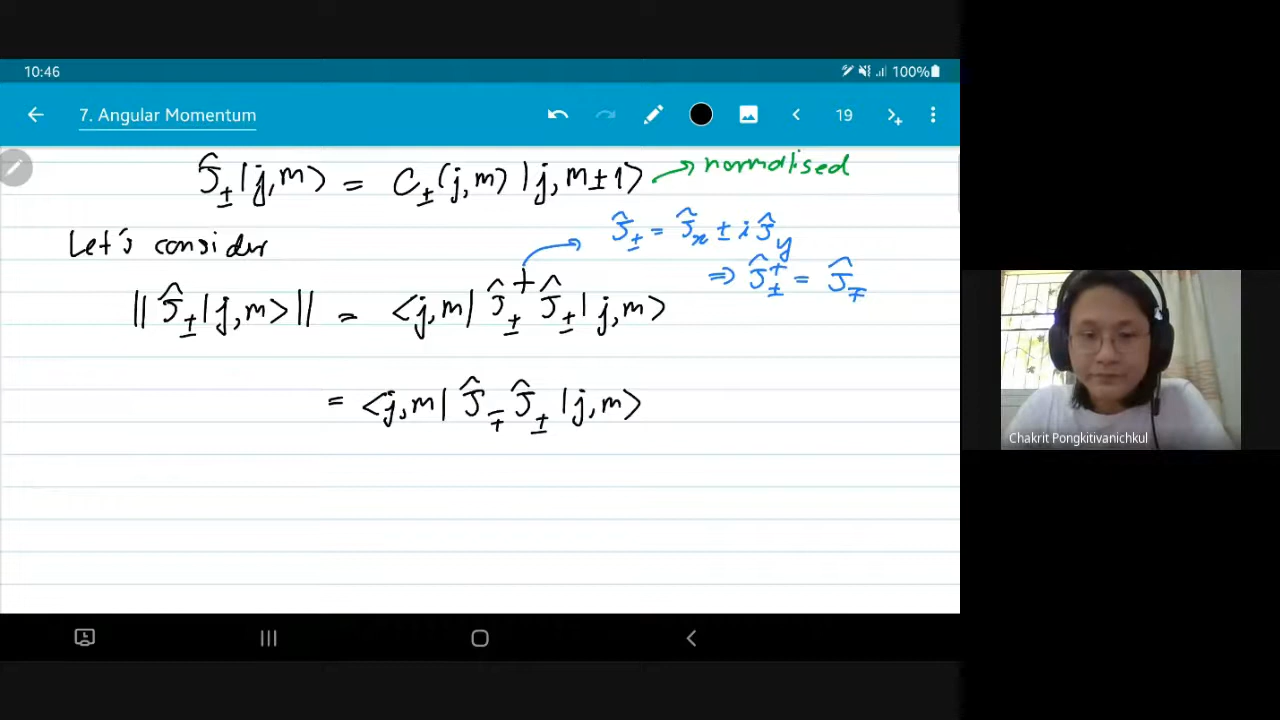 10:46
100%
7. Angular Momentum
19
Ĵ± |j,m> = C±(j,m) |j,m±1> → normalised
Ĵ± = Ĵx ± iĴy
Let's consider
⇒ Ĵ±† = Ĵ∓
|| Ĵ± |j,m> || = <j,m| Ĵ±† Ĵ± |j,m>
= <j,m| Ĵ∓ Ĵ± |j,m>
Chakrit Pongkitivanichkul